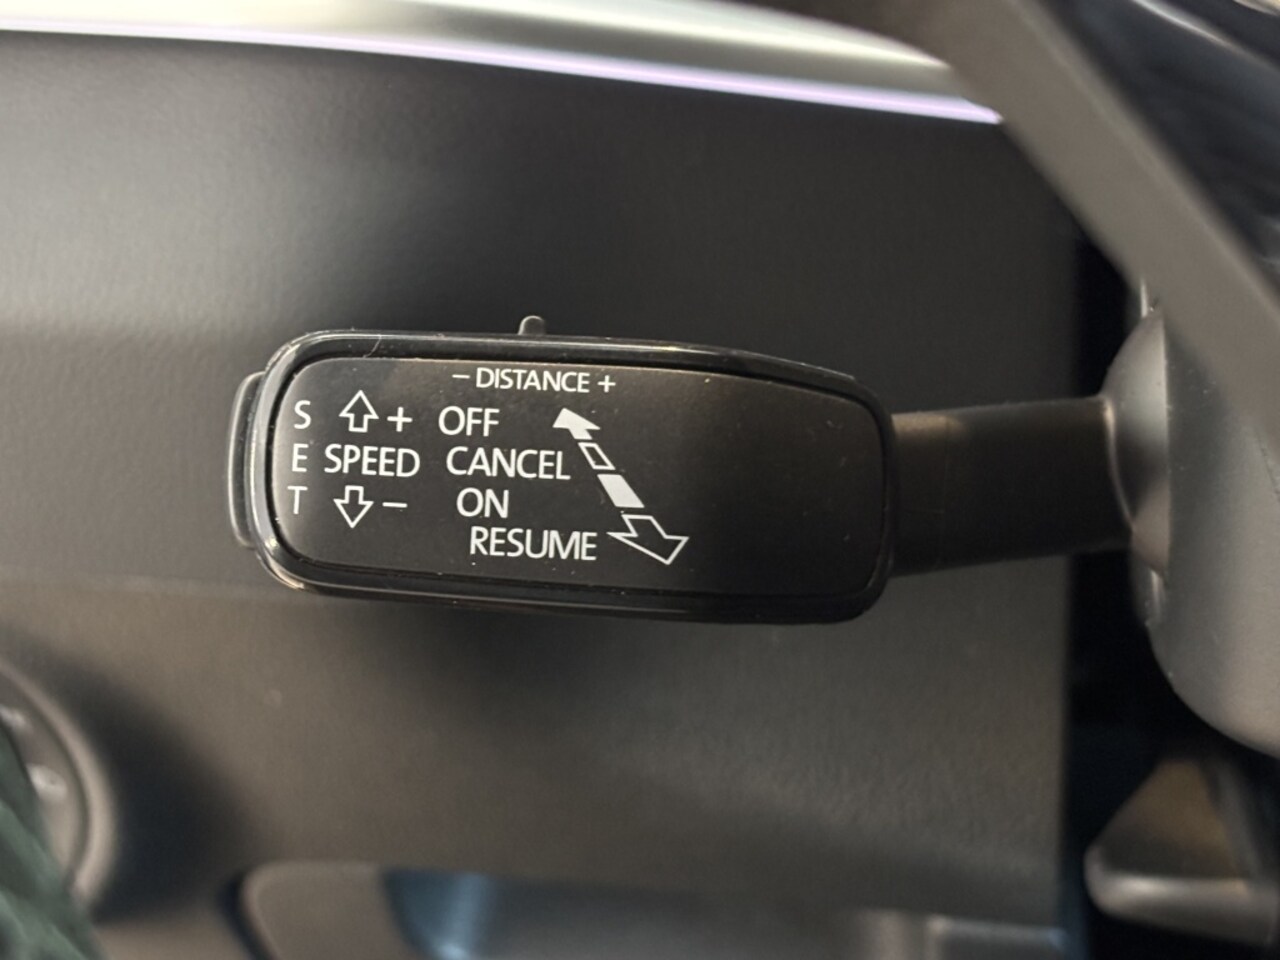 – DISTANCE +
S + OFF
E SPEED CANCEL
T – ON
RESUME